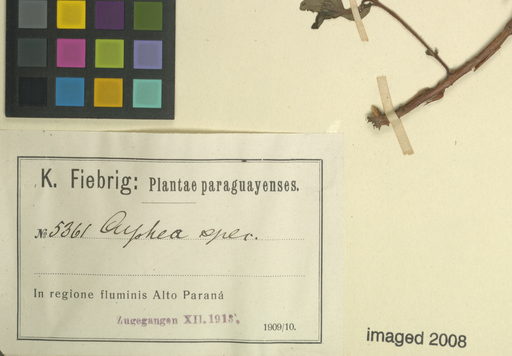 K. Fiebrig: Plantae paraguayenses.
№ 5361 Cuphea spec.
In regione fluminis Alto Paraná
Zugegangen XII. 1915.
1909/10.
imaged 2008